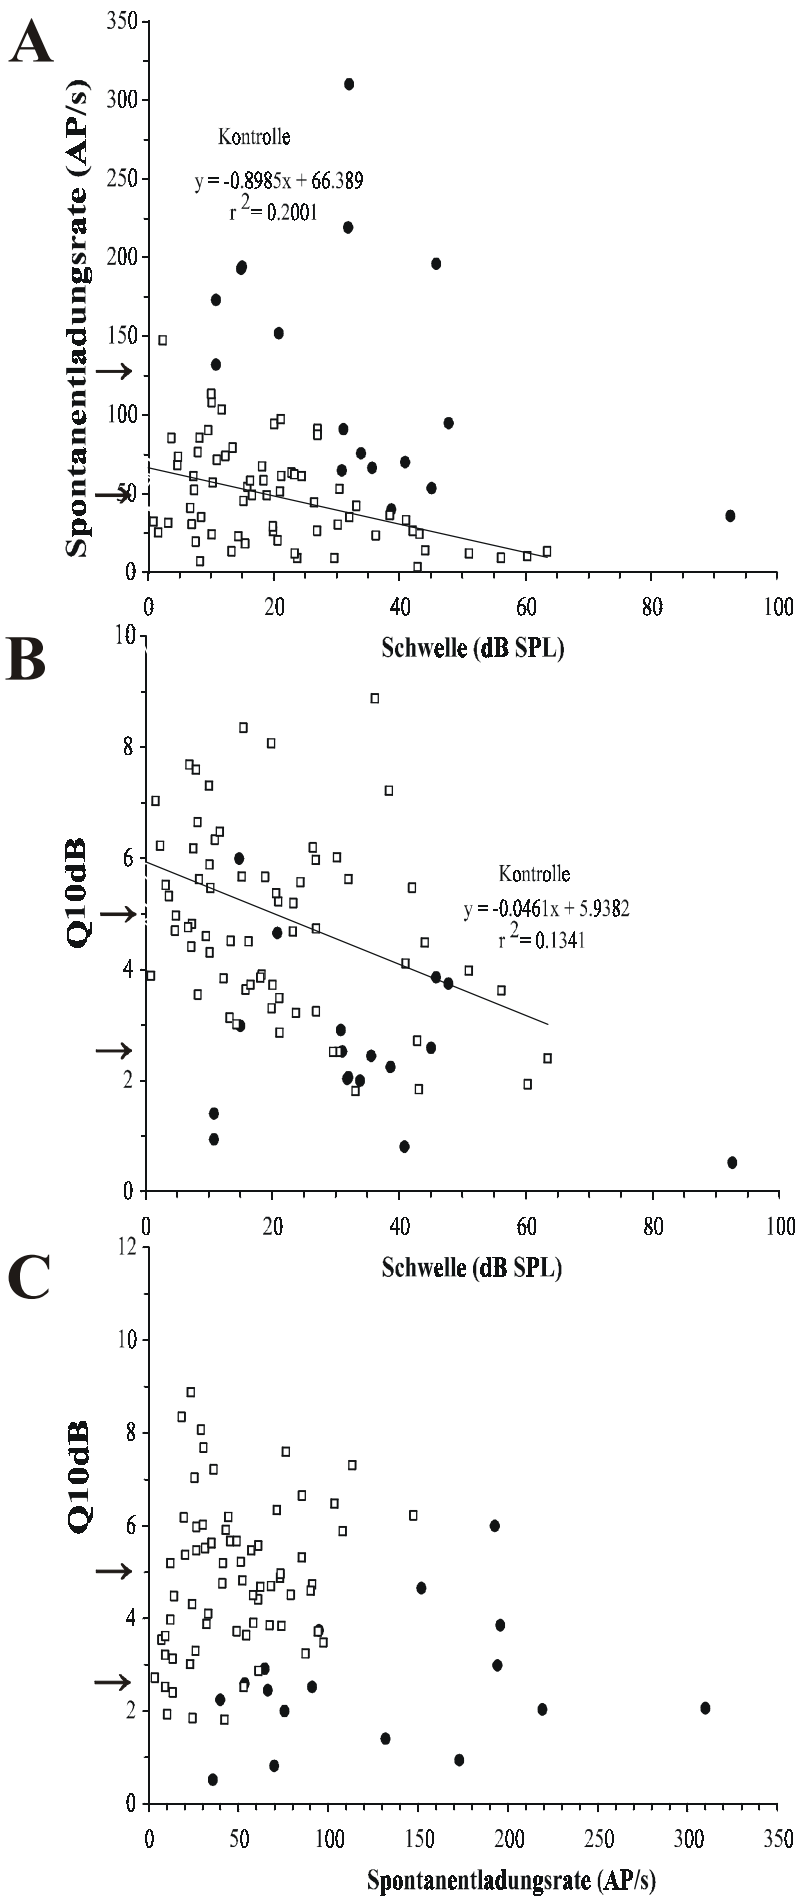 A
350
300
250
200
150
100
50
0
Spontanentladungsrate (AP/s)
Kontrolle
y = -0.8985x + 66.389
r 2 = 0.2001
0 20 40 60 80 100
Schwelle (dB SPL)
B
10
8
6
4
2
0
Q10dB
Kontrolle
y = -0.0461x + 5.9382
r 2 = 0.1341
0 20 40 60 80 100
Schwelle (dB SPL)
C
12
10
8
6
4
2
0
Q10dB
0 50 100 150 200 250 300 350
Spontanentladungsrate (AP/s)